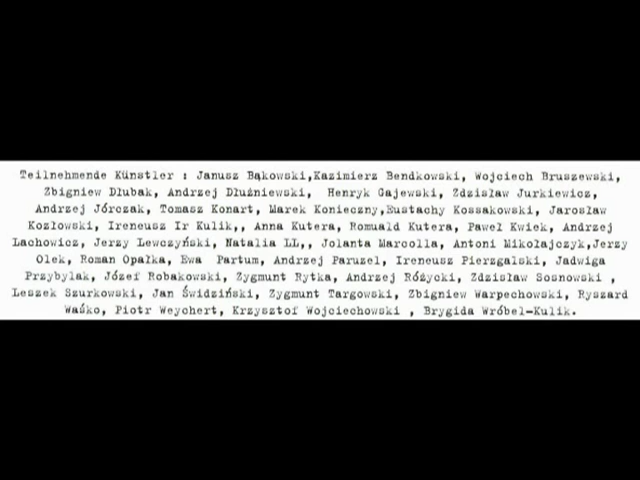 Teilnehmende Künstler : Janusz Bąkowski,Kazimierz Bendkowski, Wojciech Bruszewski,
Zbigniew Dłubak, Andrzej Dłużniewski, Henryk Gajewski, Zdzisław Jurkiewicz,
Andrzej Jórczak, Tomasz Konart, Marek Konieczny,Eustachy Kossakowski, Jarosław
Kozłowski, Ireneusz Ir Kulik,, Anna Kutera, Romuald Kutera, Paweł Kwiek, Andrzej
Lachowicz, Jerzy Lewczyński, Natalia LL,, Jolanta Marcolla, Antoni Mikołajczyk,Jerzy
Olek, Roman Opałka, Ewa Partum, Andrzej Paruzel, Ireneusz Pierzgalski, Jadwiga
Przybylak, Józef Robakowski, Zygmunt Rytka, Andrzej Różycki, Zdzisław Sosnowski ,
Leszek Szurkowski, Jan Świdziński, Zygmunt Targowski, Zbigniew Warpechowski, Ryszard
Waśko, Piotr Weychert, Krzysztof Wojciechowski , Brygida Wróbel-Kulik.